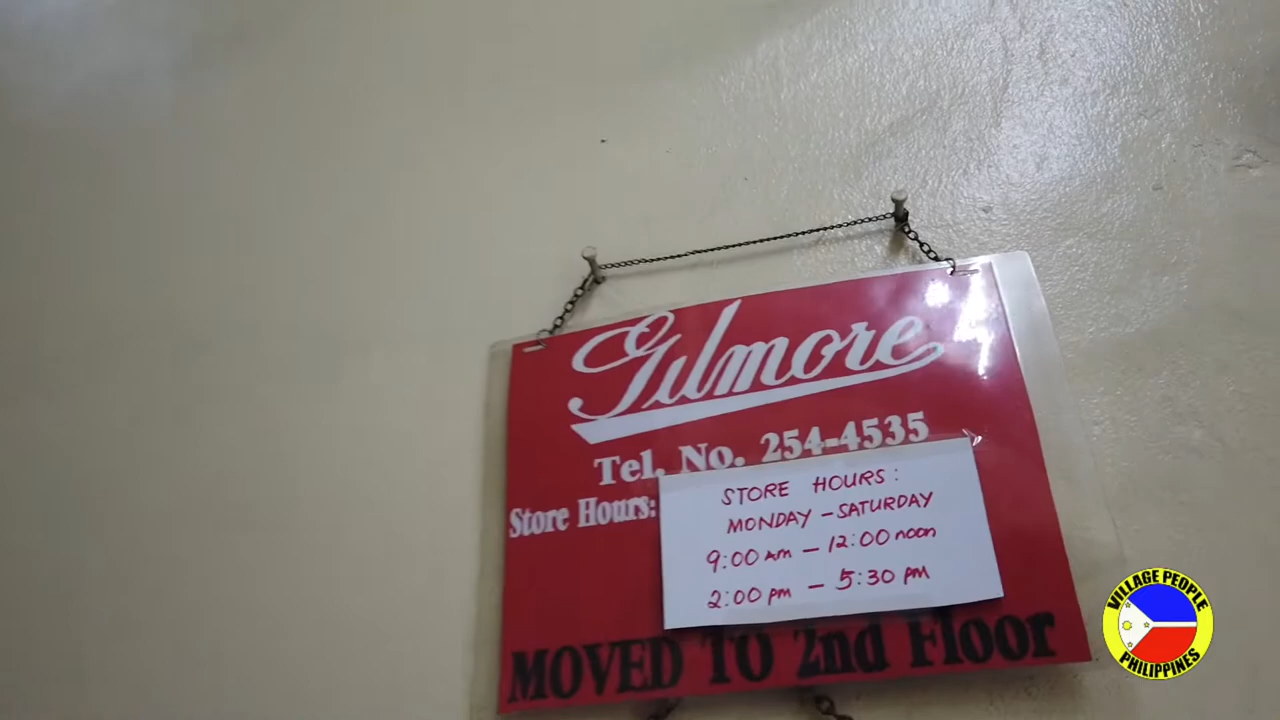 Gilmore
Tel. No. 254-4535
Store Hours:
STORE HOURS:
MONDAY - SATURDAY
9:00 Am - 12:00 noon
2:00 pm - 5:30 pm
MOVED TO 2nd Floor
VILLAGE PEOPLE
PHILIPPINES